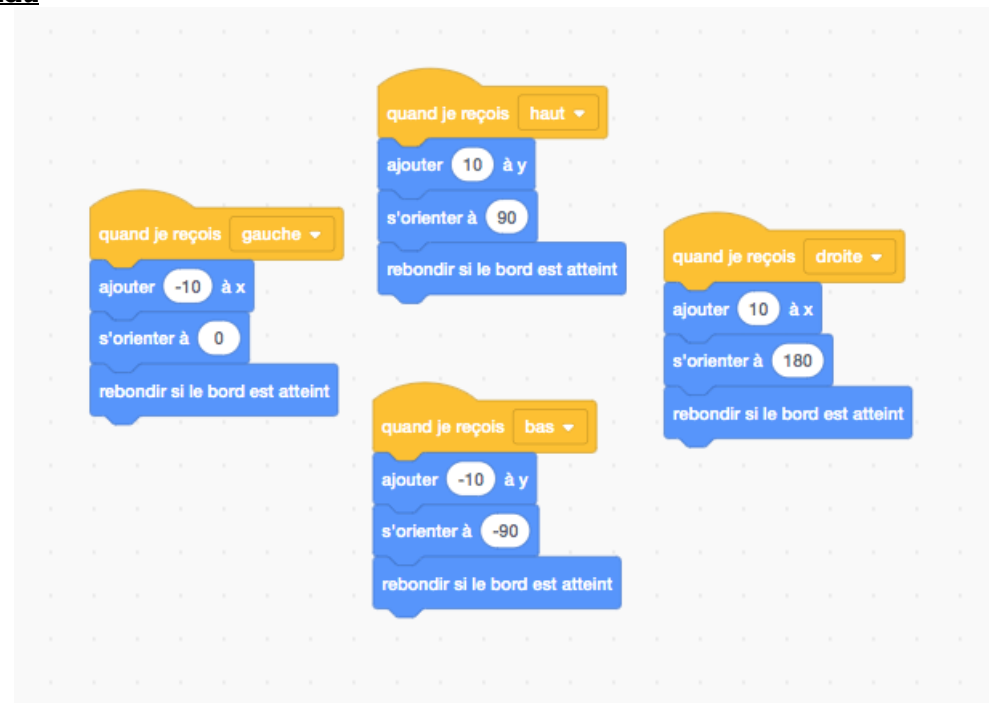 quand je reçois haut
ajouter 10 à y
s'orienter à 90
rebondir si le bord est atteint
quand je reçois gauche
ajouter -10 à x
s'orienter à 0
rebondir si le bord est atteint
quand je reçois droite
ajouter 10 à x
s'orienter à 180
rebondir si le bord est atteint
quand je reçois bas
ajouter -10 à y
s'orienter à -90
rebondir si le bord est atteint